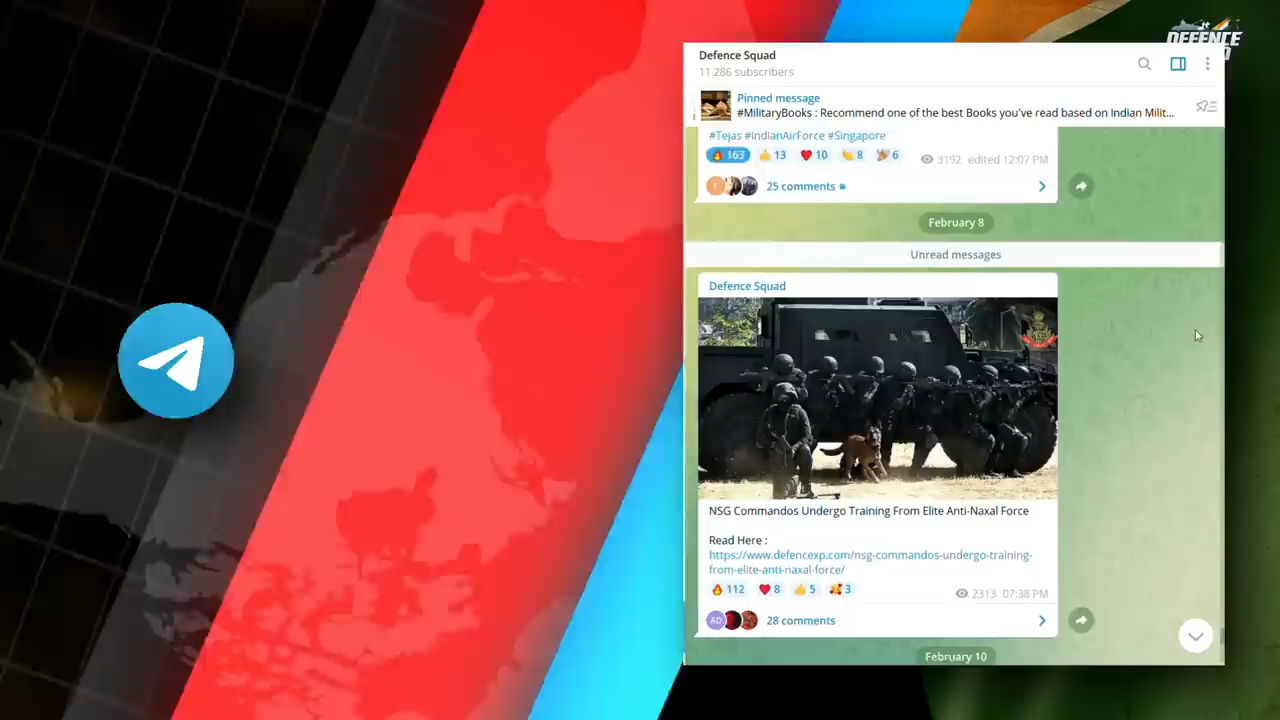 DEFENCE
Defence Squad
11.286 subscribers
Pinned message
#MilitaryBooks : Recommend one of the best Books you've read based on Indian Milit...
#Tejas #IndianAirForce #Singapore
163 13 10 8 6 3192 edited 12:07 PM
25 comments
February 8
Unread messages
Defence Squad
NSG Commandos Undergo Training From Elite Anti-Naxal Force
Read Here :
https://www.defencexp.com/nsg-commandos-undergo-training-
from-elite-anti-naxal-force/
112 8 5 3 2313 07:38 PM
AD 28 comments
February 10